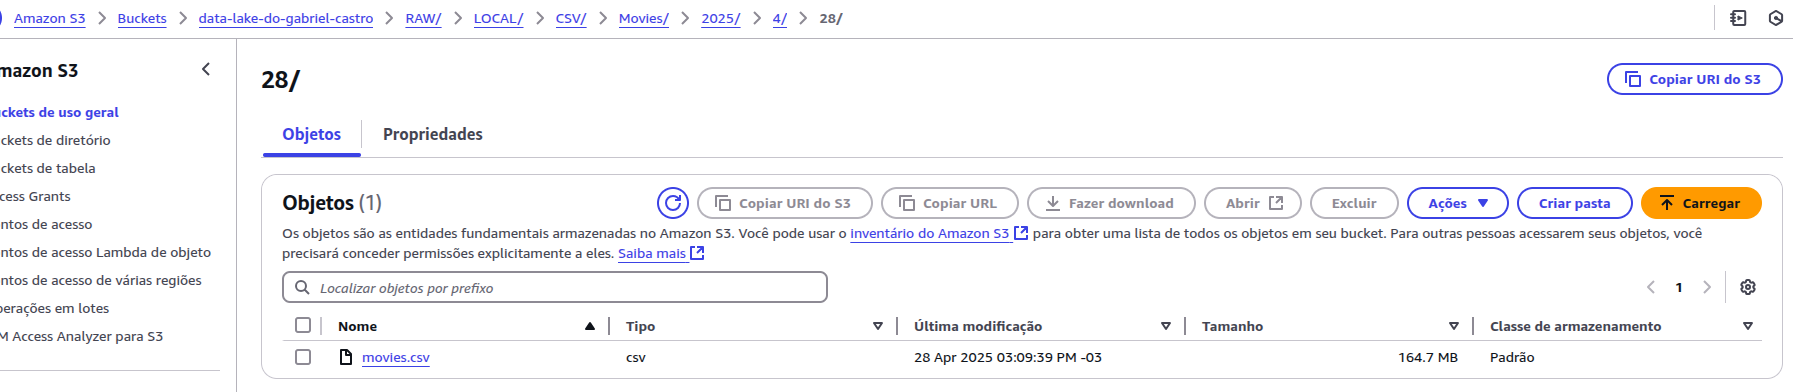 Amazon S3 > Buckets > data-lake-do-gabriel-castro > RAW/ > LOCAL/ > CSV/ > Movies/ > 2025/ > 4/ > 28/
mazon S3
ckets de uso geral
ckets de diretório
ckets de tabela
cess Grants
ntos de acesso
ntos de acesso Lambda de objeto
ntos de acesso de várias regiões
perações em lotes
M Access Analyzer para S3
28/
Copiar URI do S3
Objetos Propriedades
Objetos (1)
Copiar URI do S3 Copiar URL Fazer download Abrir Excluir Ações Criar pasta Carregar
Os objetos são as entidades fundamentais armazenadas no Amazon S3. Você pode usar o inventário do Amazon S3 para obter uma lista de todos os objetos em seu bucket. Para outras pessoas acessarem seus objetos, você
precisará conceder permissões explicitamente a eles. Saiba mais
Localizar objetos por prefixo
1
Nome Tipo Última modificação Tamanho Classe de armazenamento
movies.csv csv 28 Apr 2025 03:09:39 PM -03 164.7 MB Padrão